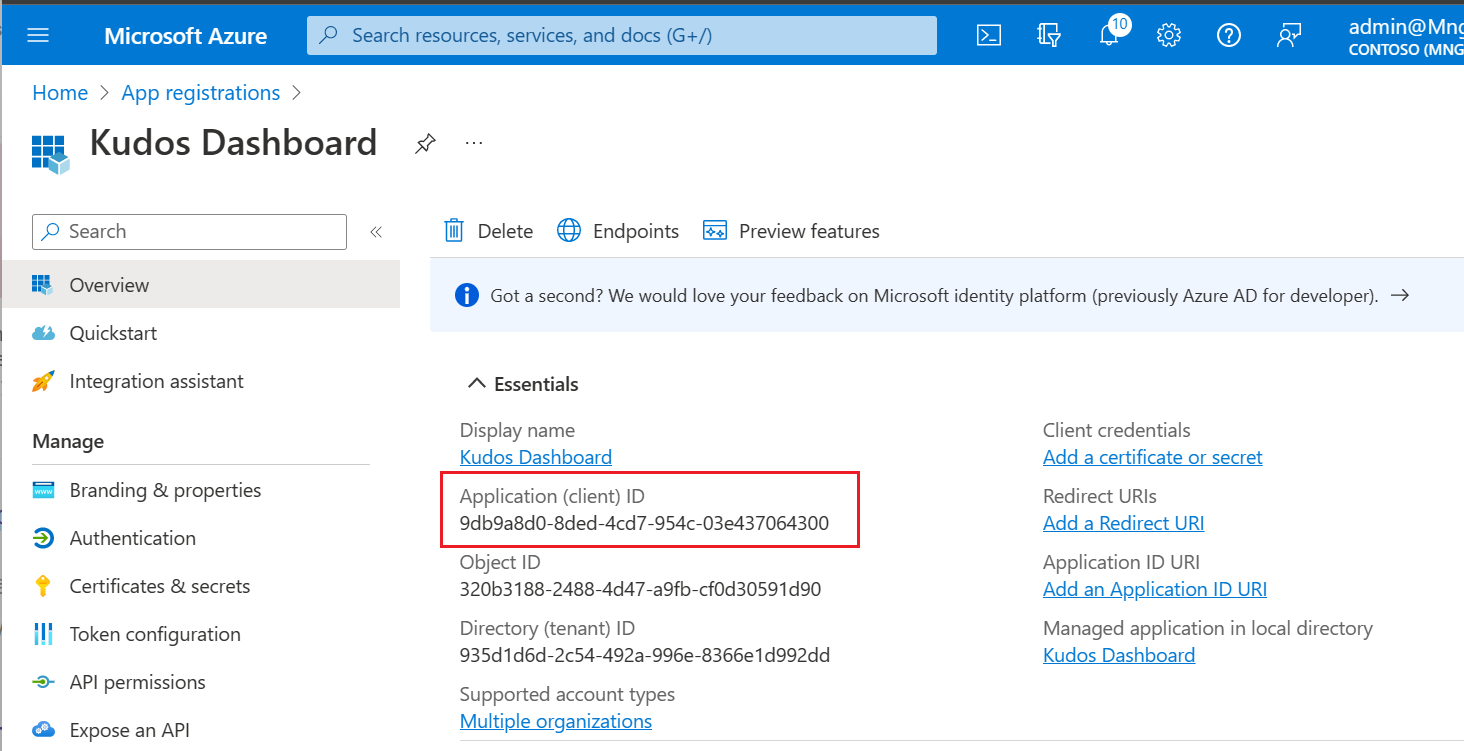 Microsoft Azure
Search resources, services, and docs (G+/)
10
admin@Mng
CONTOSO (MNG
Home > App registrations >
Kudos Dashboard
...
Search
«
Delete
Endpoints
Preview features
Overview
Quickstart
Integration assistant
Manage
Branding & properties
Authentication
Certificates & secrets
Token configuration
API permissions
Expose an API
Got a second? We would love your feedback on Microsoft identity platform (previously Azure AD for developer). →
Essentials
Display name
Kudos Dashboard
Application (client) ID
9db9a8d0-8ded-4cd7-954c-03e437064300
Object ID
320b3188-2488-4d47-a9fb-cf0d30591d90
Directory (tenant) ID
935d1d6d-2c54-492a-996e-8366e1d992dd
Supported account types
Multiple organizations
Client credentials
Add a certificate or secret
Redirect URIs
Add a Redirect URI
Application ID URI
Add an Application ID URI
Managed application in local directory
Kudos Dashboard